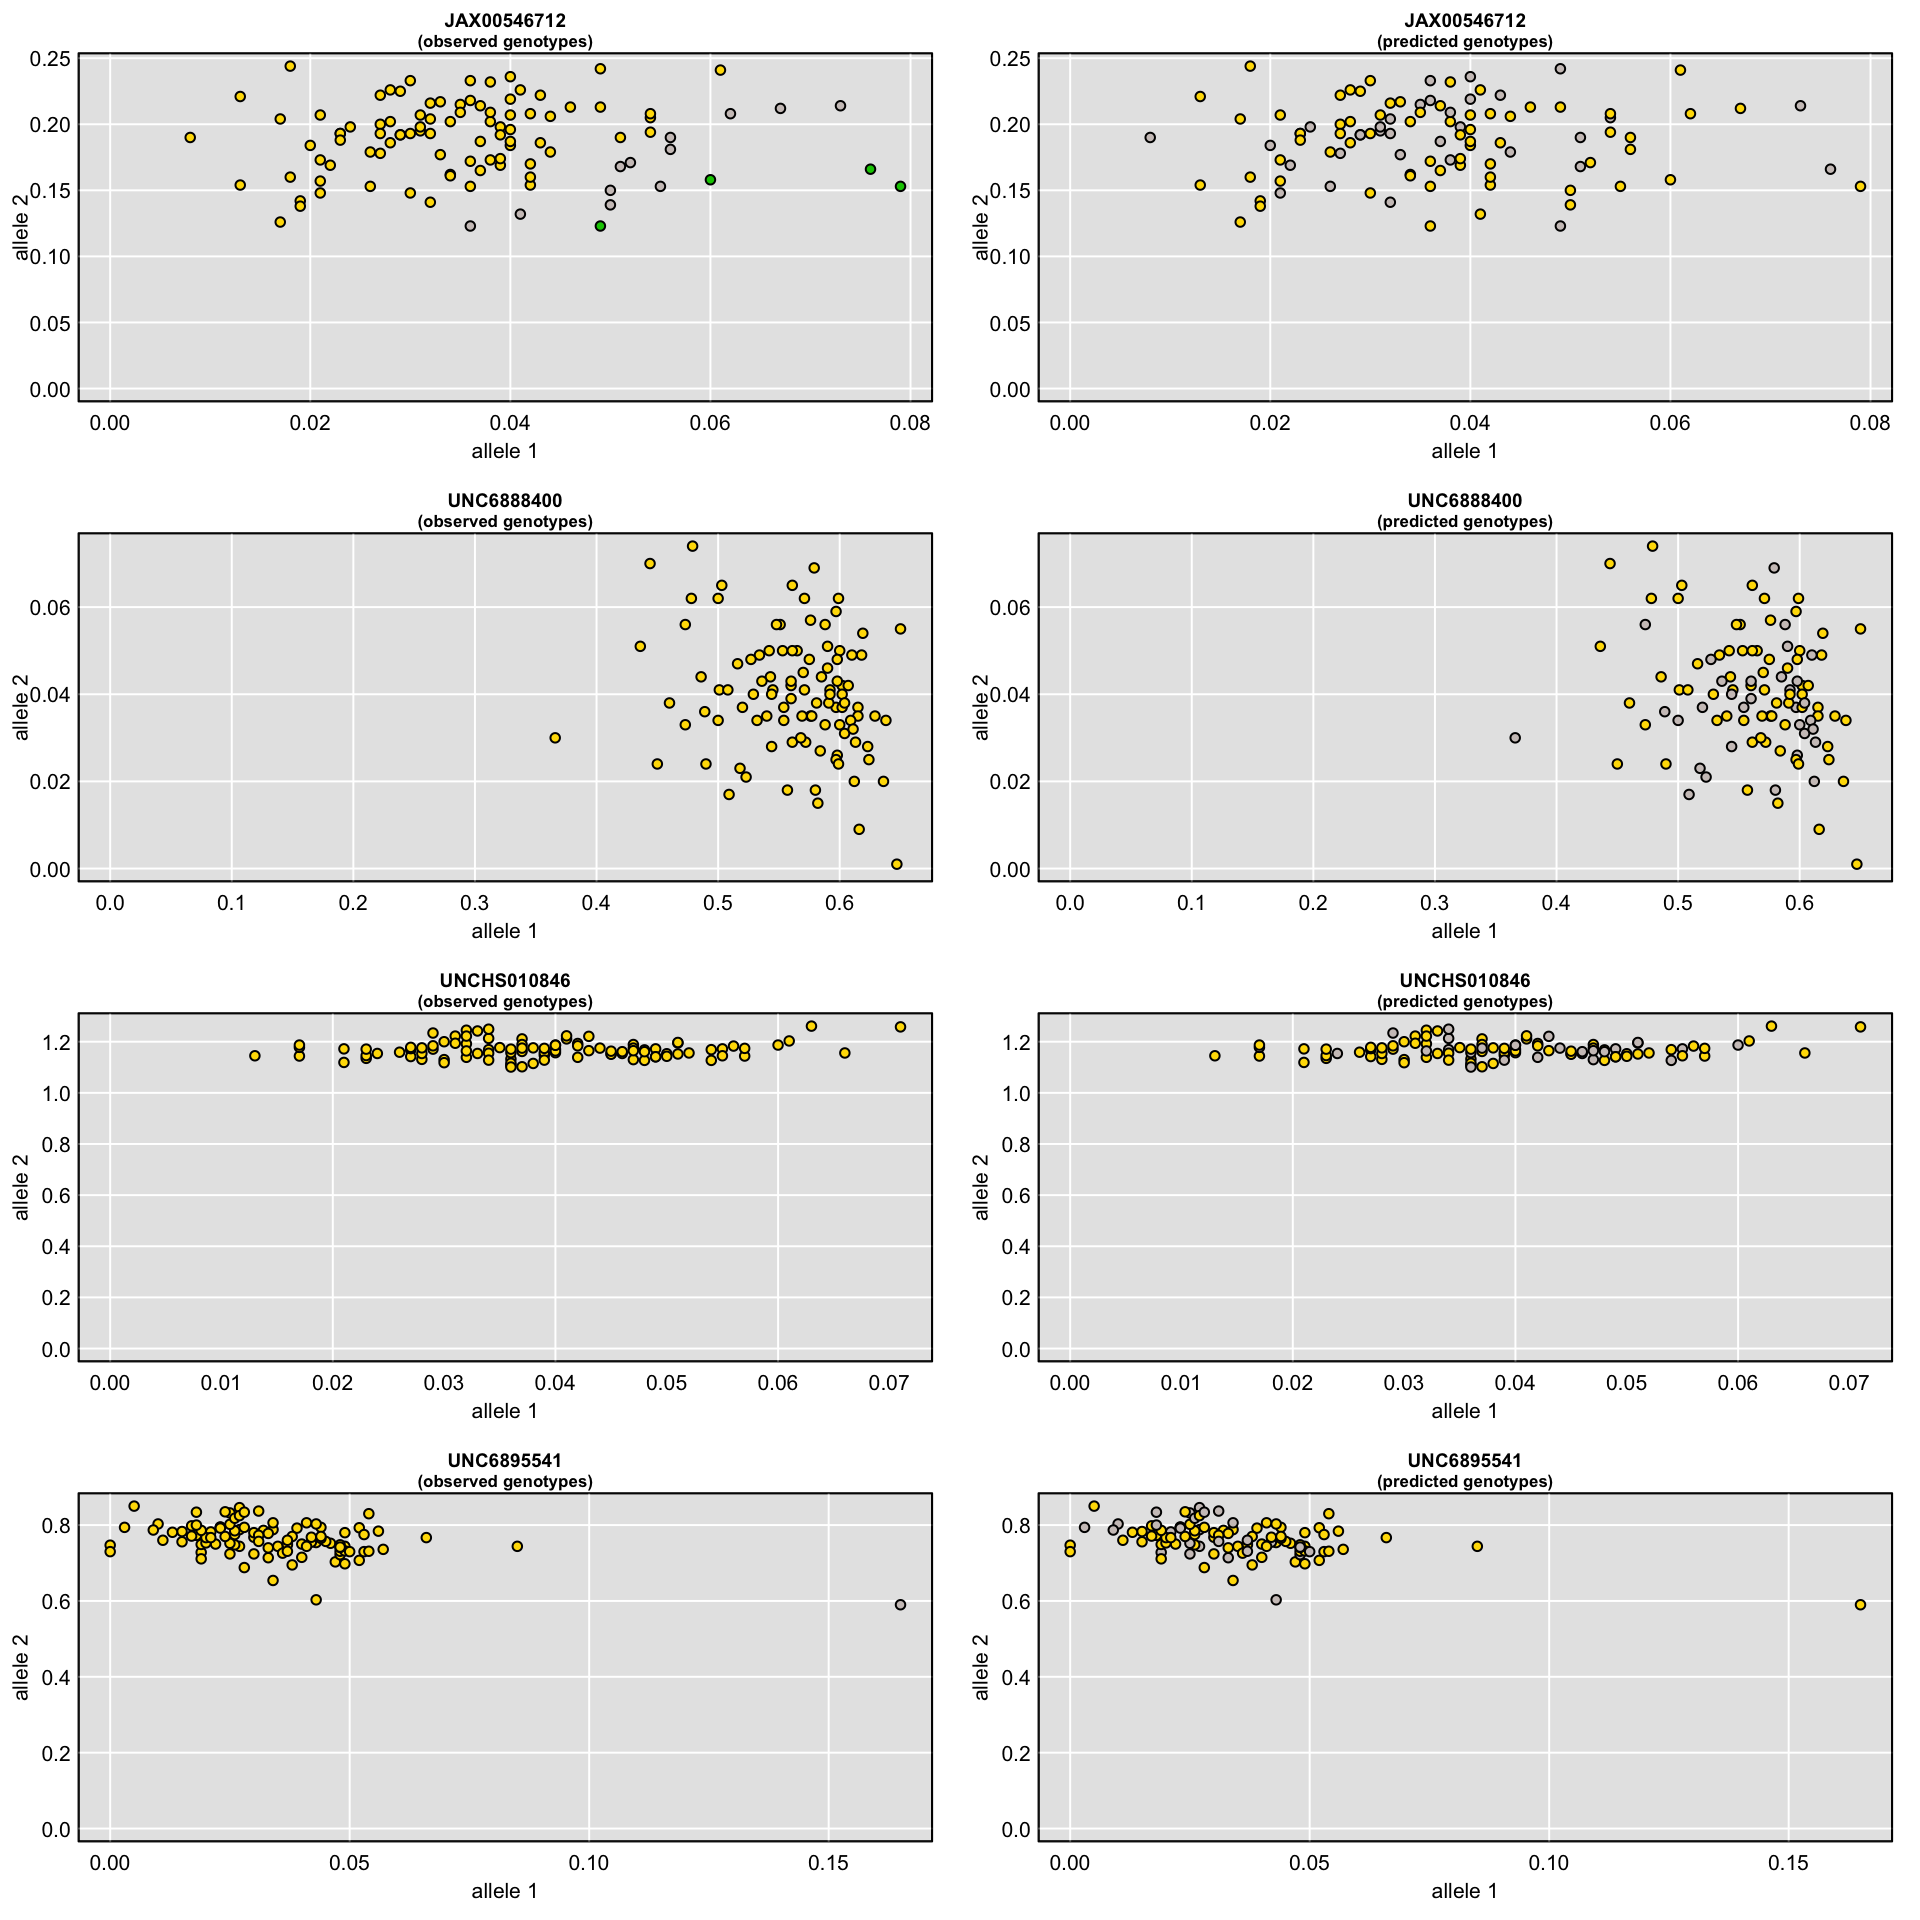 JAX00546712
(observed genotypes)
allele 2
0.25
0.20
0.15
0.10
0.05
0.00
0.00 0.02 0.04 0.06 0.08
allele 1
JAX00546712
(predicted genotypes)
allele 2
0.25
0.20
0.15
0.10
0.05
0.00
0.00 0.02 0.04 0.06 0.08
allele 1
UNC6888400
(observed genotypes)
allele 2
0.06
0.04
0.02
0.00
0.0 0.1 0.2 0.3 0.4 0.5 0.6
allele 1
UNC6888400
(predicted genotypes)
allele 2
0.06
0.04
0.02
0.00
0.0 0.1 0.2 0.3 0.4 0.5 0.6
allele 1
UNCHS010846
(observed genotypes)
allele 2
1.2
1.0
0.8
0.6
0.4
0.2
0.0
0.00 0.01 0.02 0.03 0.04 0.05 0.06 0.07
allele 1
UNCHS010846
(predicted genotypes)
allele 2
1.2
1.0
0.8
0.6
0.4
0.2
0.0
0.00 0.01 0.02 0.03 0.04 0.05 0.06 0.07
allele 1
UNC6895541
(observed genotypes)
allele 2
0.8
0.6
0.4
0.2
0.0
0.00 0.05 0.10 0.15
allele 1
UNC6895541
(predicted genotypes)
allele 2
0.8
0.6
0.4
0.2
0.0
0.00 0.05 0.10 0.15
allele 1